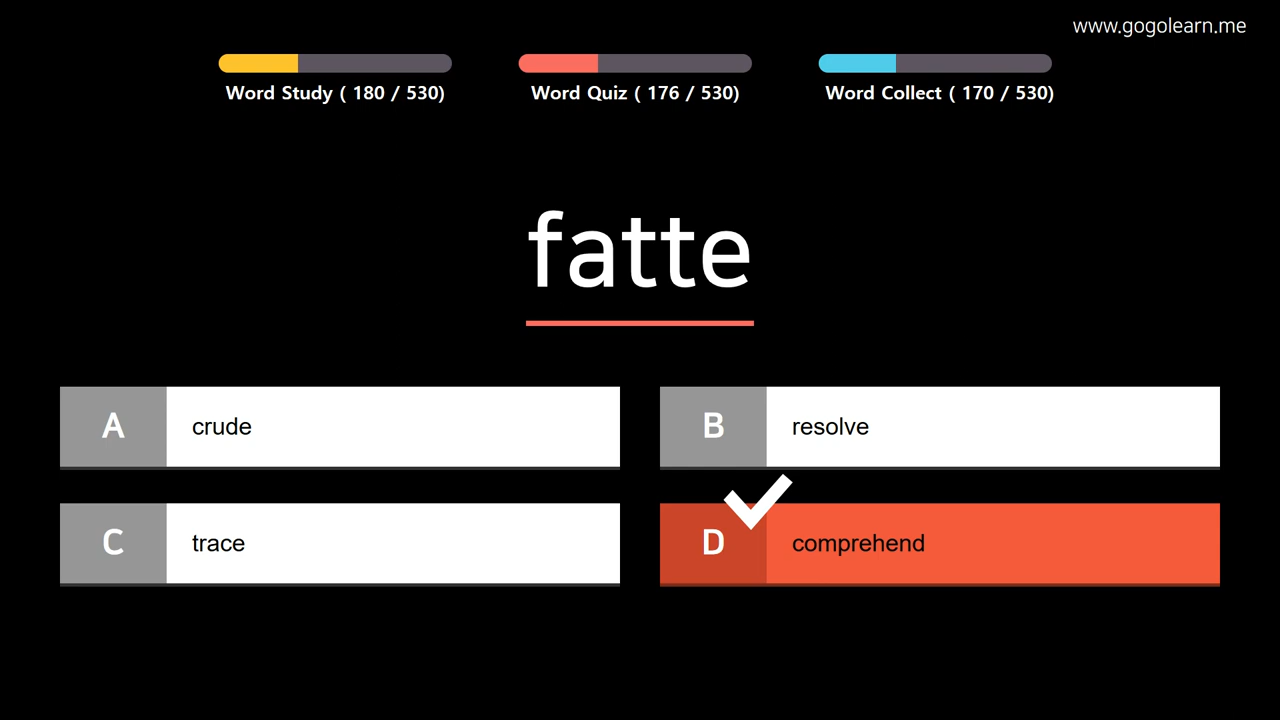 www.gogolearn.me
Word Study ( 180 / 530)
Word Quiz ( 176 / 530)
Word Collect ( 170 / 530)
fatte
A crude
B resolve
C trace
D comprehend